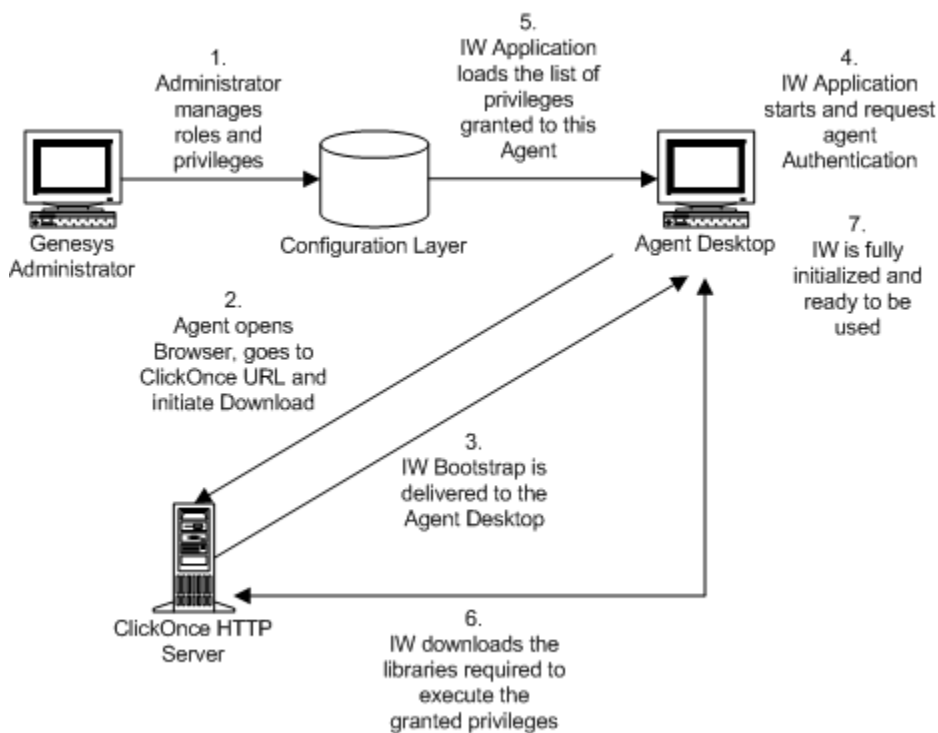 1.
Administrator
manages
roles and
privileges
5.
IW Application
loads the list of
privileges
granted to this
Agent
4.
IW Application
starts and request
agent
Authentication
Genesys
Administrator
Configuration Layer
Agent Desktop
7.
IW is fully
initialized and
ready to be
used
2.
Agent opens
Browser, goes to
ClickOnce URL and
initiate Download
3.
IW Bootstrap is
delivered to the
Agent Desktop
ClickOnce HTTP
Server
6.
IW downloads the
libraries required to
execute the
granted privileges